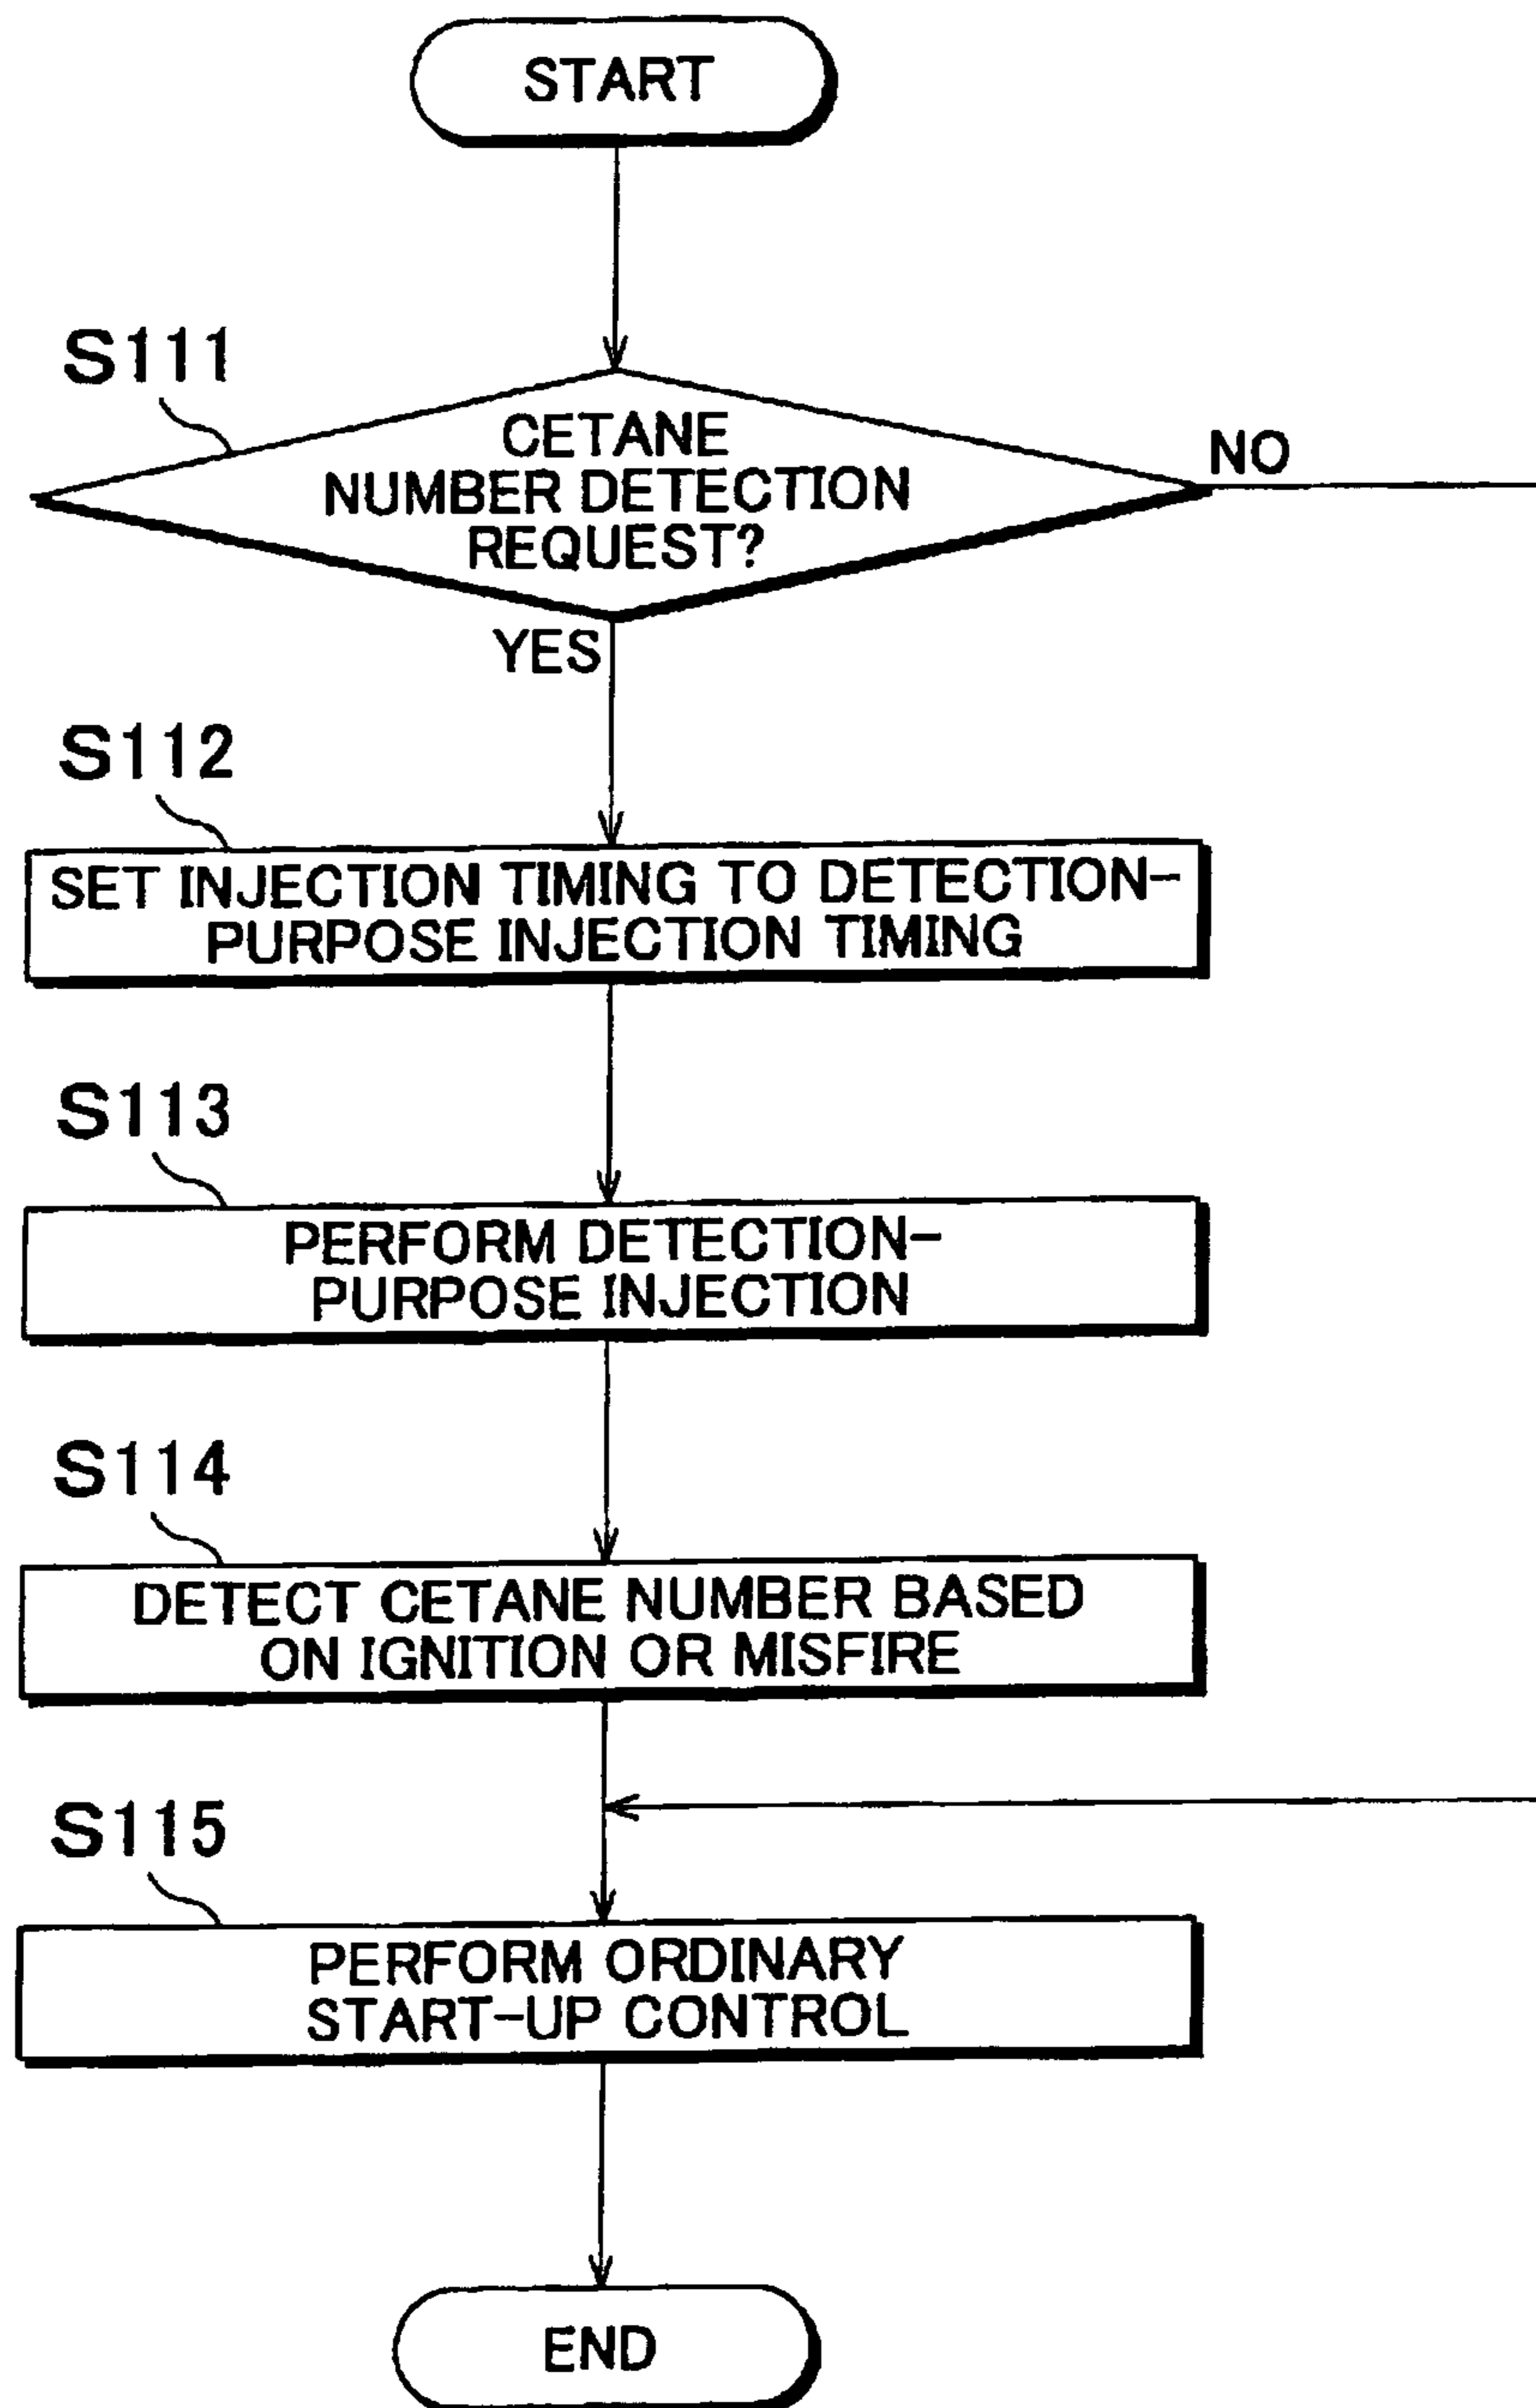 START
S111
CETANE
NUMBER DETECTION
REQUEST?
NO
YES
S112
SET INJECTION TIMING TO DETECTION-
PURPOSE INJECTION TIMING
S113
PERFORM DETECTION-
PURPOSE INJECTION
S114
DETECT CETANE NUMBER BASED
ON IGNITION OR MISFIRE
S115
PERFORM ORDINARY
START-UP CONTROL
END